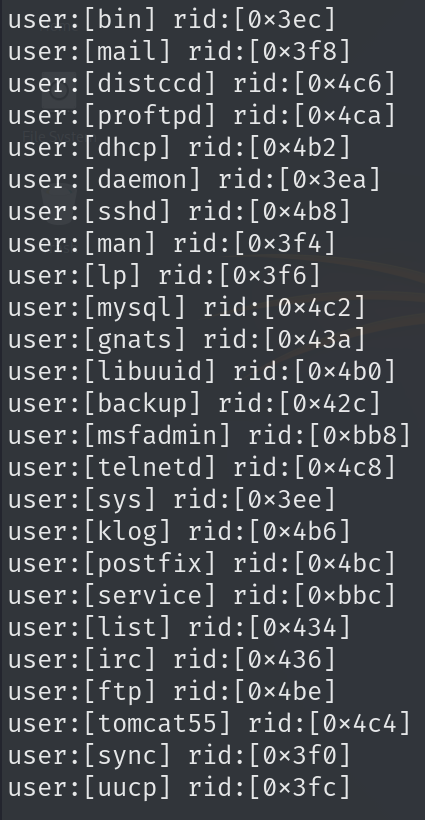 user:[bin] rid:[0x3ec]
user:[mail] rid:[0x3f8]
user:[distccd] rid:[0x4c6]
user:[proftpd] rid:[0x4ca]
user:[dhcp] rid:[0x4b2]
user:[daemon] rid:[0x3ea]
user:[sshd] rid:[0x4b8]
user:[man] rid:[0x3f4]
user:[lp] rid:[0x3f6]
user:[mysql] rid:[0x4c2]
user:[gnats] rid:[0x43a]
user:[libuuid] rid:[0x4b0]
user:[backup] rid:[0x42c]
user:[msfadmin] rid:[0xbb8]
user:[telnetd] rid:[0x4c8]
user:[sys] rid:[0x3ee]
user:[klog] rid:[0x4b6]
user:[postfix] rid:[0x4bc]
user:[service] rid:[0xbbc]
user:[list] rid:[0x434]
user:[irc] rid:[0x436]
user:[ftp] rid:[0x4be]
user:[tomcat55] rid:[0x4c4]
user:[sync] rid:[0x3f0]
user:[uucp] rid:[0x3fc]